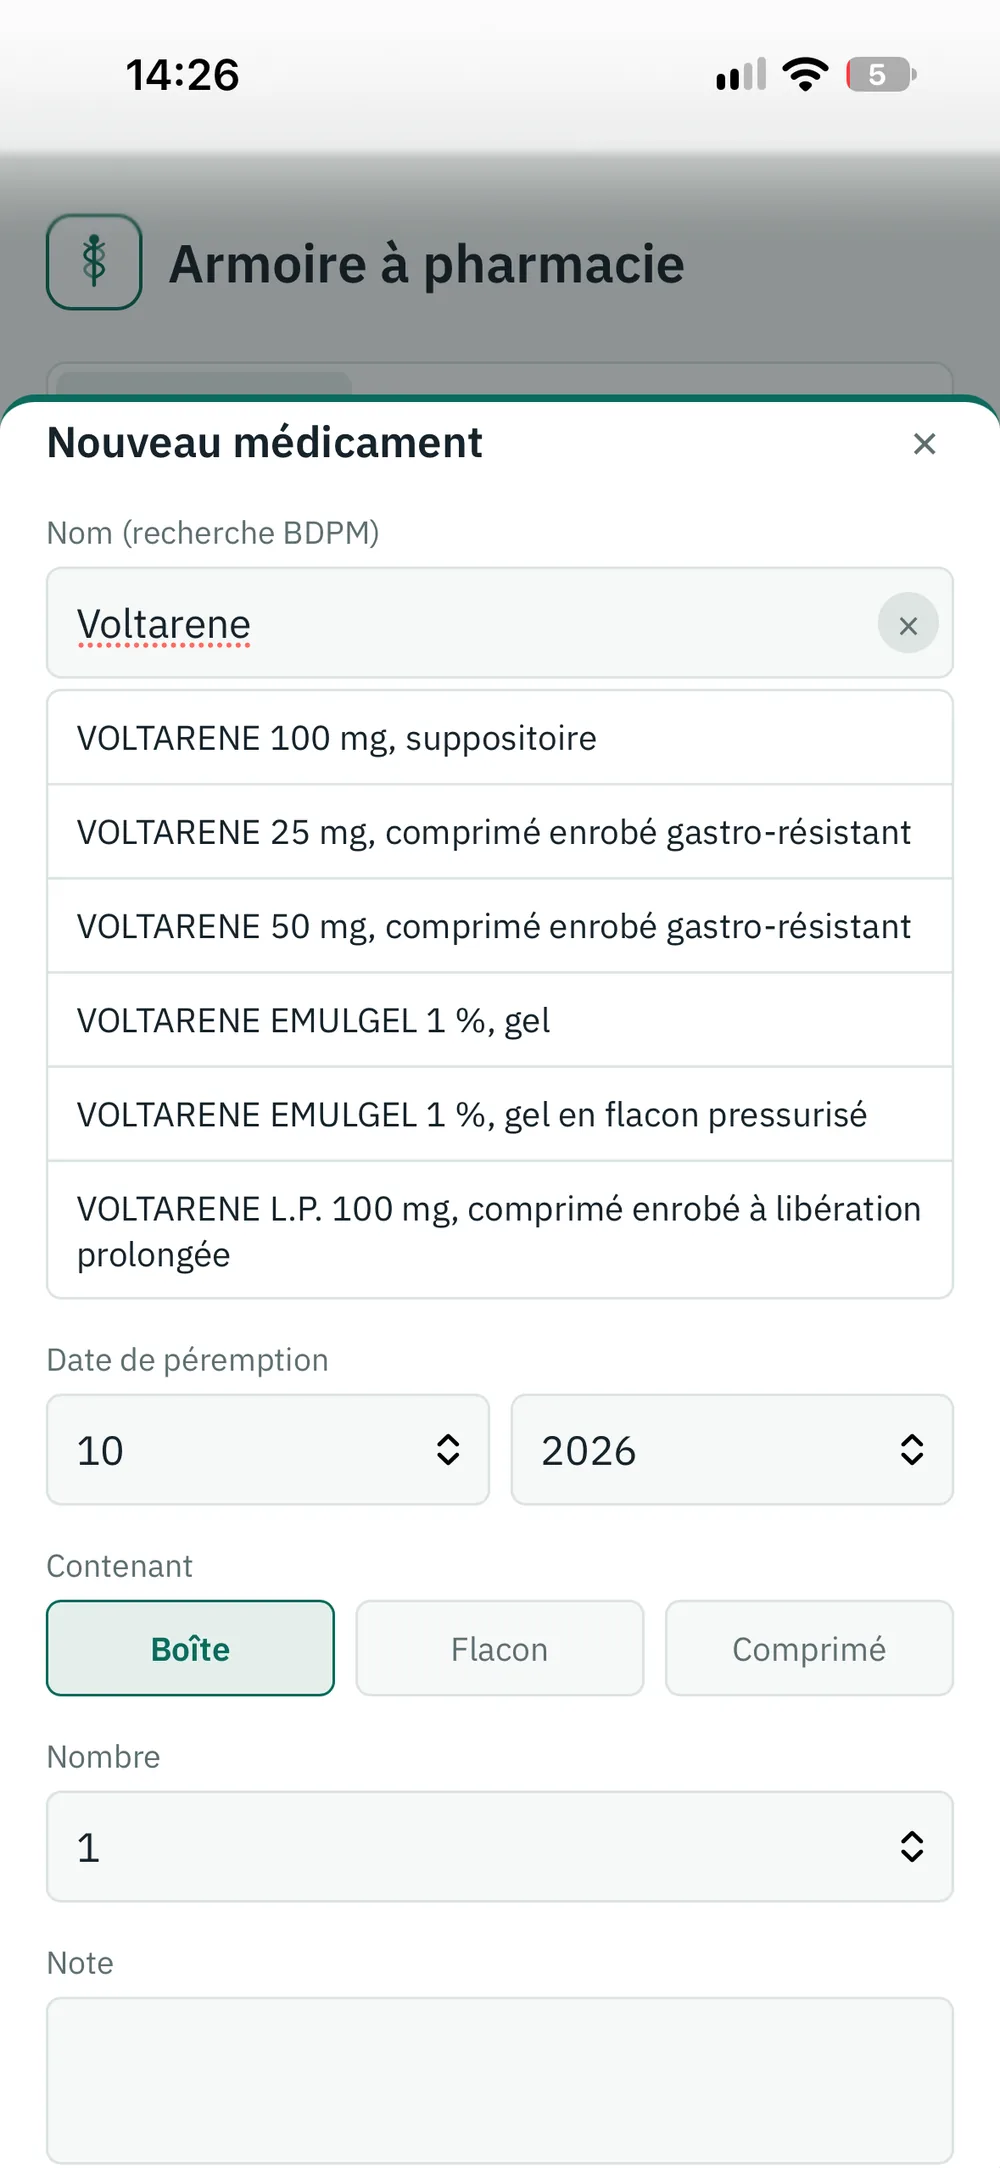 14:26
5
Armoire à pharmacie
Nouveau médicament
Nom (recherche BDPM)
Voltarene
VOLTARENE 100 mg, suppositoire
VOLTARENE 25 mg, comprimé enrobé gastro-résistant
VOLTARENE 50 mg, comprimé enrobé gastro-résistant
VOLTARENE EMULGEL 1 %, gel
VOLTARENE EMULGEL 1 %, gel en flacon pressurisé
VOLTARENE L.P. 100 mg, comprimé enrobé à libération
prolongée
Date de péremption
10 2026
Contenant
Boîte Flacon Comprimé
Nombre
1
Note